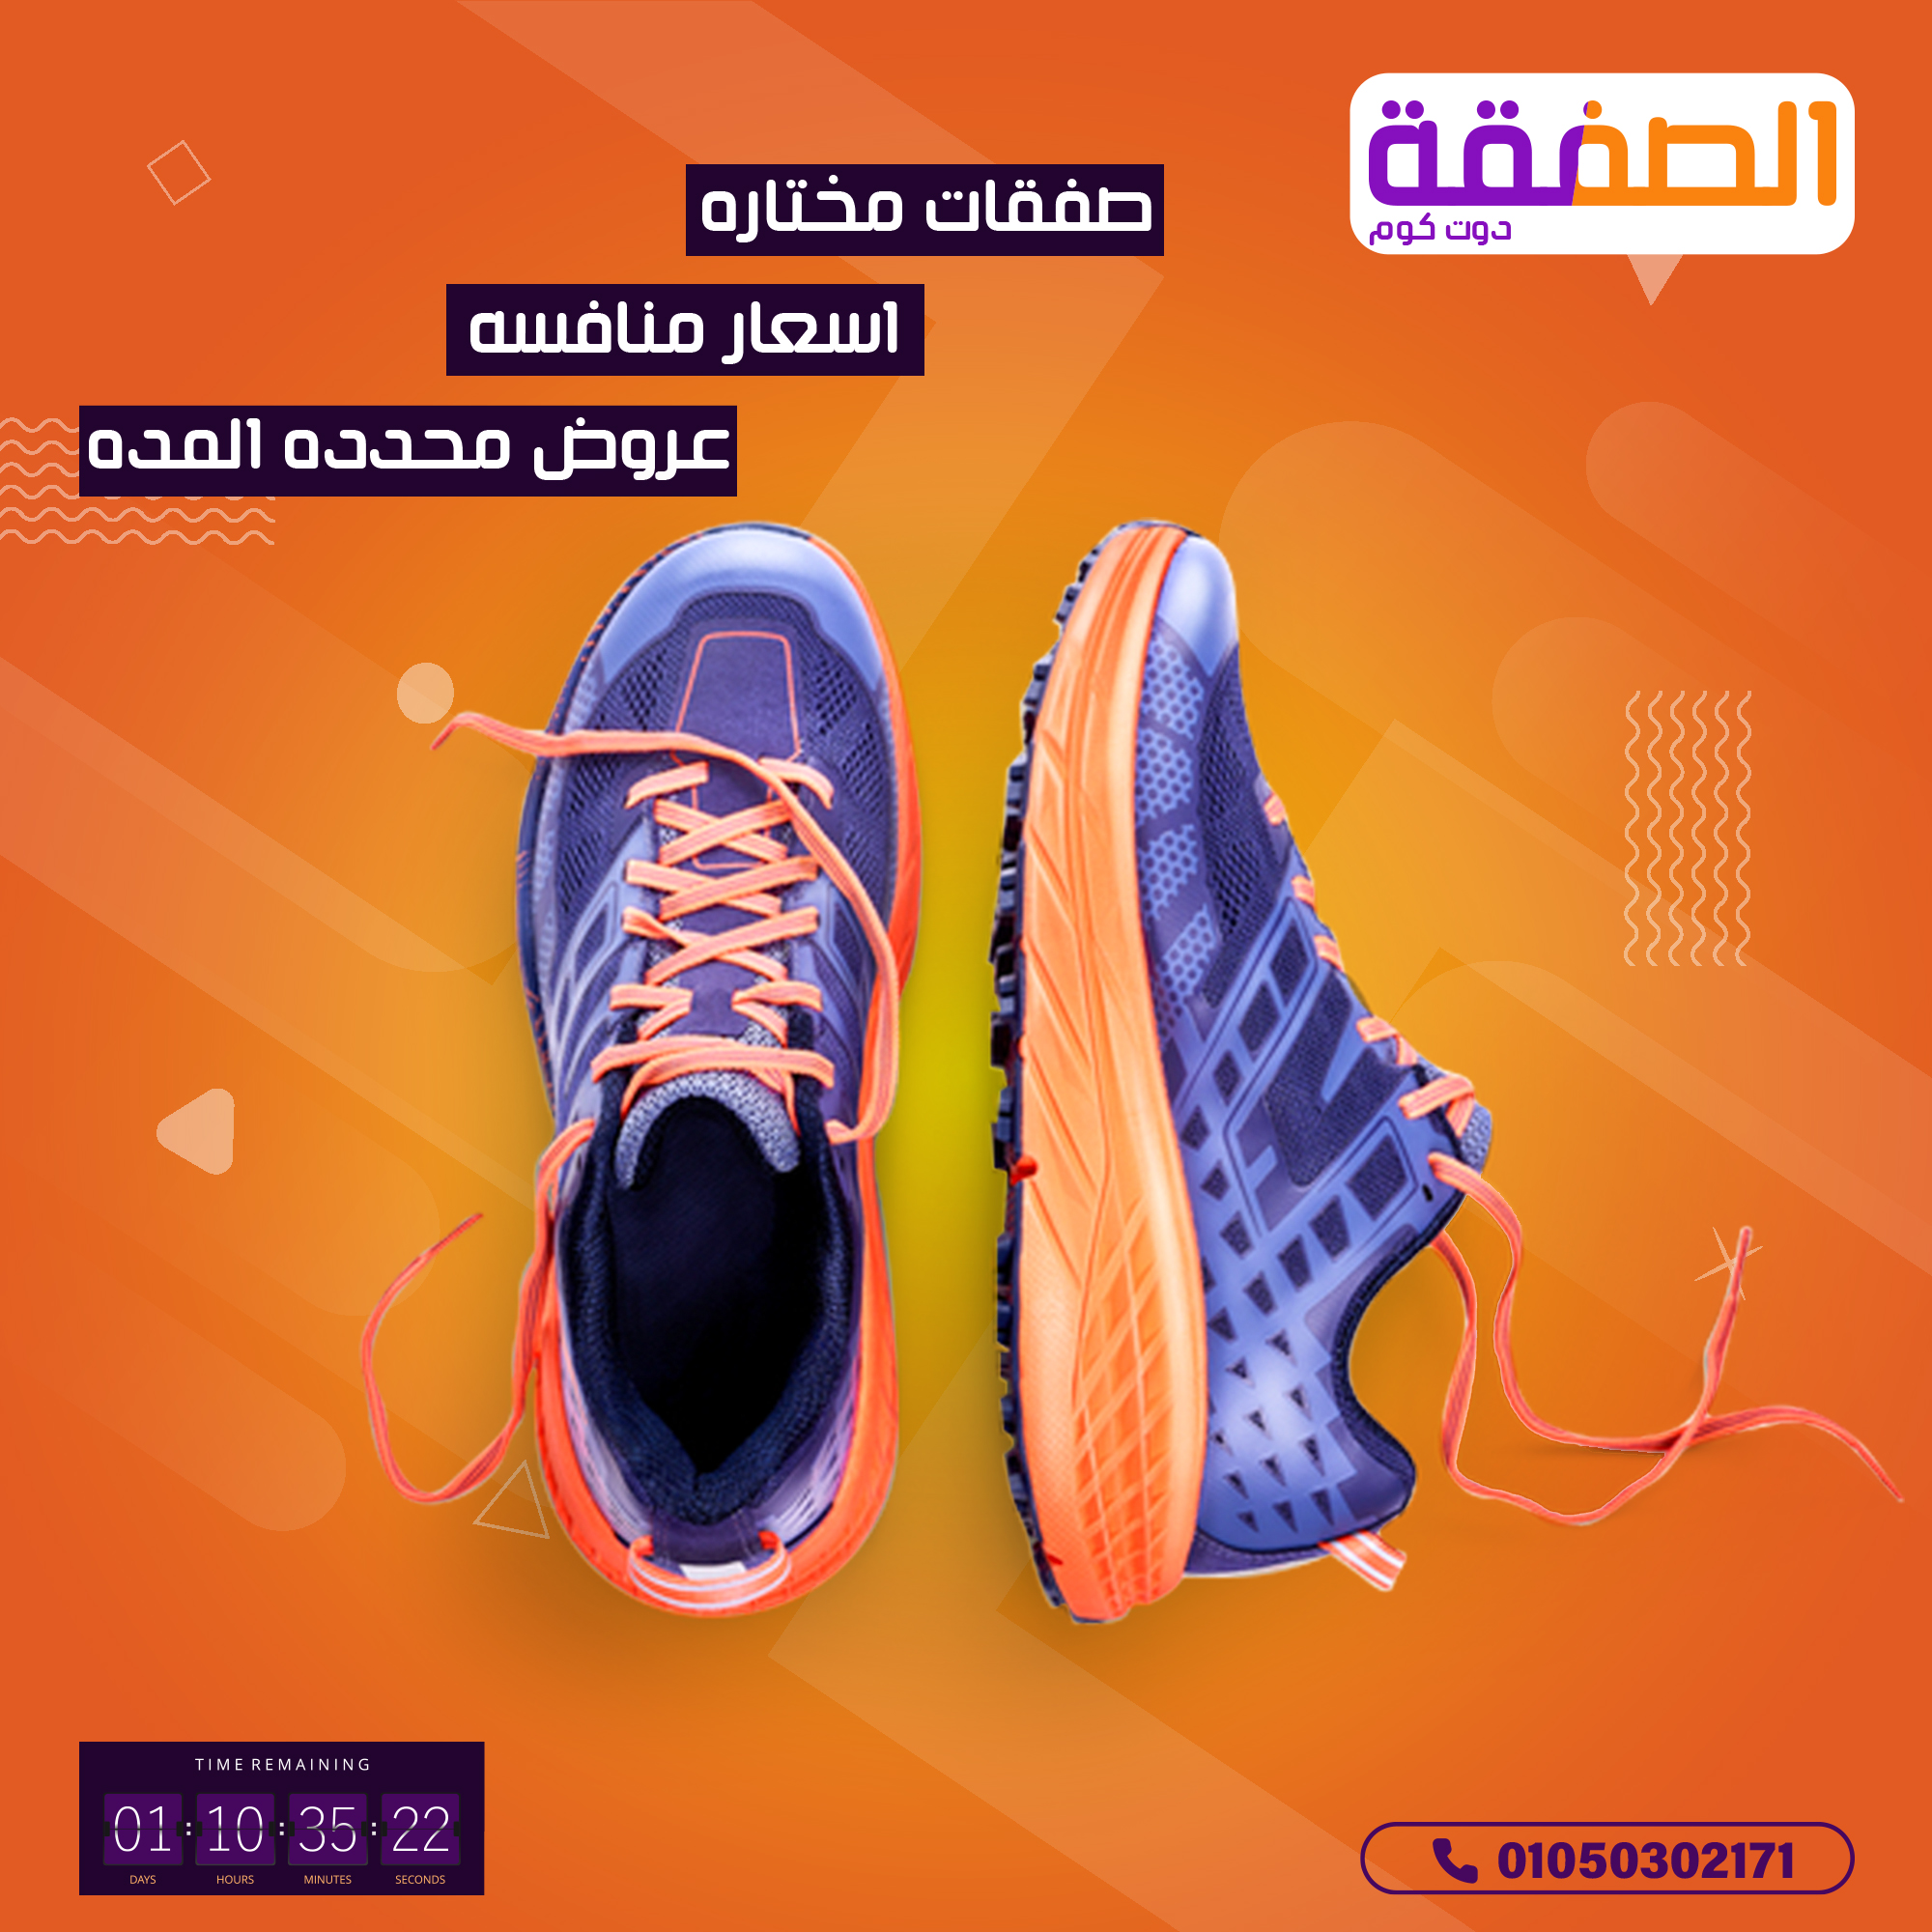 الصفقة
دوت كوم
صفقات مختاره
اسعار منافسه
عروض محدده المده
TIME REMAINING
01 : 10 : 35 : 22
DAYS HOURS MINUTES SECONDS
01050302171